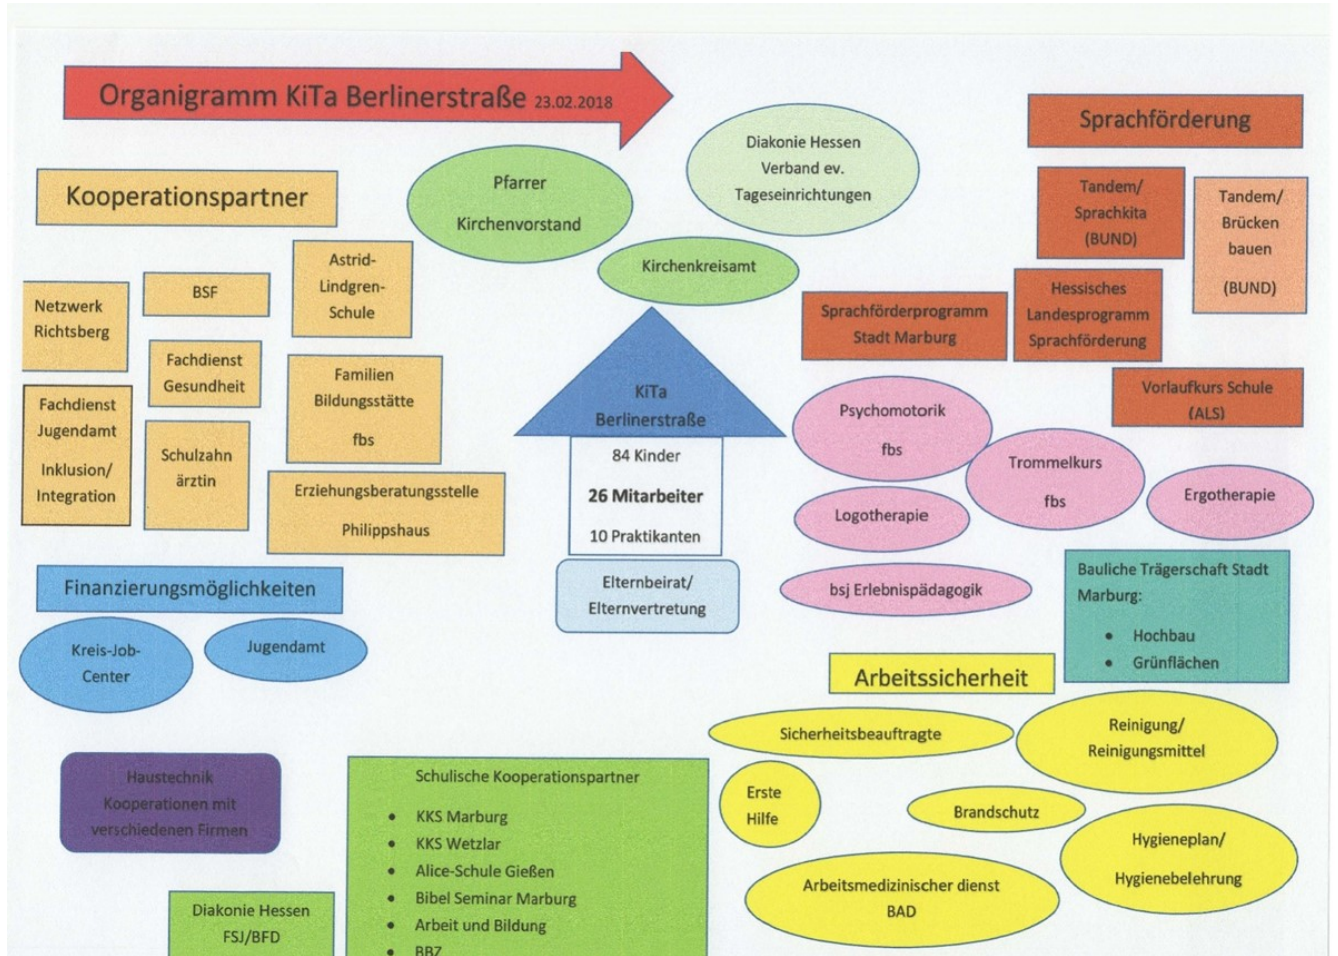 Organigramm KiTa Berlinerstraße 23.02.2018
Kooperationspartner
Netzwerk
Richtsberg
BSF
Astrid-
Lindgren-
Schule
Fachdienst
Gesundheit
Familien
Bildungsstätte
fbs
Fachdienst
Jugendamt
Inklusion/
Integration
Schulzahn
ärztin
Erziehungsberatungsstelle
Philippshaus
Pfarrer
Kirchenvorstand
Diakonie Hessen
Verband ev.
Tageseinrichtungen
Kirchenkreisamt
KiTa
Berlinerstraße
84 Kinder
26 Mitarbeiter
10 Praktikanten
Elternbeirat/
Elternvertretung
Sprachförderung
Tandem/
Sprachkita
(BUND)
Tandem/
Brücken
bauen
(BUND)
Sprachförderprogramm
Stadt Marburg
Hessisches
Landesprogramm
Sprachförderung
Vorlaufkurs Schule
(ALS)
Psychomotorik
fbs
Trommelkurs
fbs
Ergotherapie
Logotherapie
bsj Erlebnispädagogik
Bauliche Trägerschaft Stadt
Marburg:
• Hochbau
• Grünflächen
Finanzierungsmöglichkeiten
Kreis-Job-
Center
Jugendamt
Haustechnik
Kooperationen mit
verschiedenen Firmen
Diakonie Hessen
FSJ/BFD
Schulische Kooperationspartner
• KKS Marburg
• KKS Wetzlar
• Alice-Schule Gießen
• Bibel Seminar Marburg
• Arbeit und Bildung
• BBZ
Arbeitssicherheit
Sicherheitsbeauftragte
Reinigung/
Reinigungsmittel
Erste
Hilfe
Brandschutz
Hygieneplan/
Hygienebelehrung
Arbeitsmedizinischer dienst
BAD